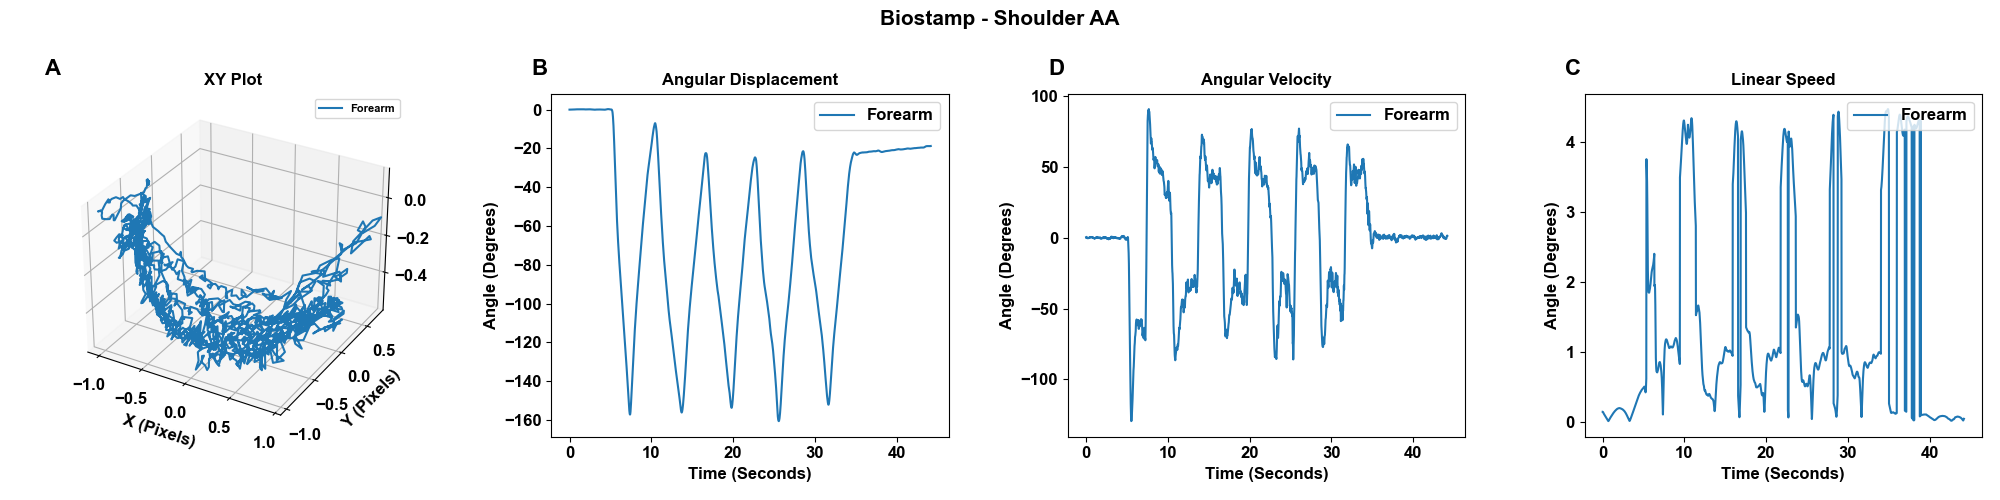 Biostamp - Shoulder AA
A
XY Plot
Forearm
0.0
−0.2
−0.4
−1.0
−0.5
0.0
0.5
1.0
X (Pixels)
−1.0
−0.5
0.0
0.5
Y (Pixels)
B
Angular Displacement
Forearm
0
−20
−40
−60
−80
−100
−120
−140
−160
Angle (Degrees)
0 10 20 30 40
Time (Seconds)
D
Angular Velocity
Forearm
100
50
0
−50
−100
Angle (Degrees)
0 10 20 30 40
Time (Seconds)
C
Linear Speed
Forearm
4
3
2
1
0
Angle (Degrees)
0 10 20 30 40
Time (Seconds)